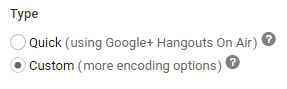 Type
Quick (using Google+ Hangouts On Air) ?
Custom (more encoding options) ?